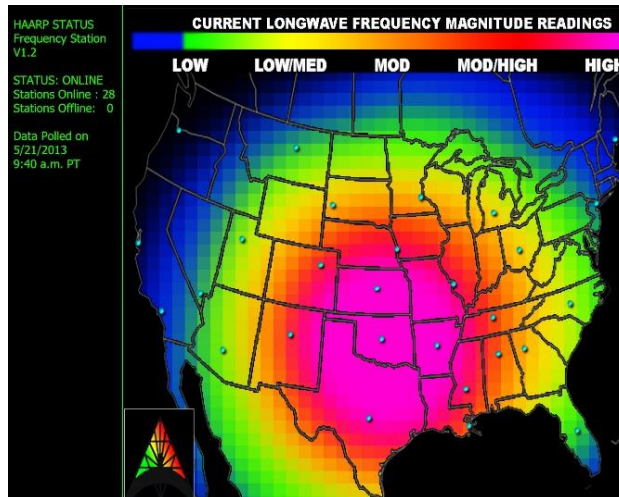 HAARP STATUS
Frequency Station
V1.2
STATUS: ONLINE
Stations Online : 28
Stations Offline: 0
Data Polled on
5/21/2013
9:40 a.m. PT
CURRENT LONGWAVE FREQUENCY MAGNITUDE READINGS
LOW LOW/MED MOD MOD/HIGH HIGH